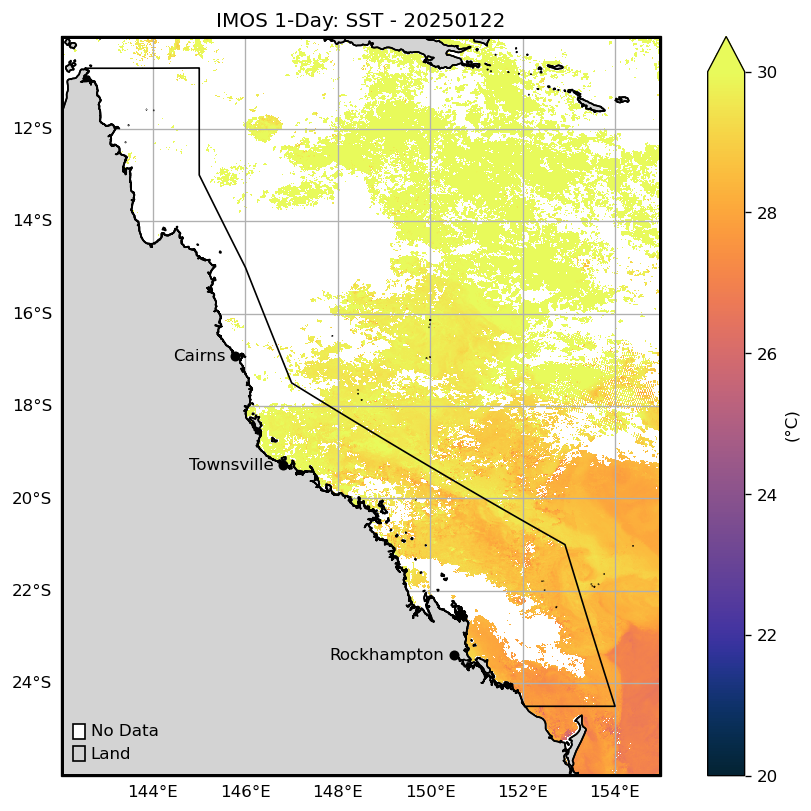 IMOS 1-Day: SST - 20250122
30
12°S
28
14°S
16°S
26
Cairns
18°S
(°C)
Townsville
24
20°S
22°S
22
Rockhampton
24°S
No Data
Land
20
144°E 146°E 148°E 150°E 152°E 154°E